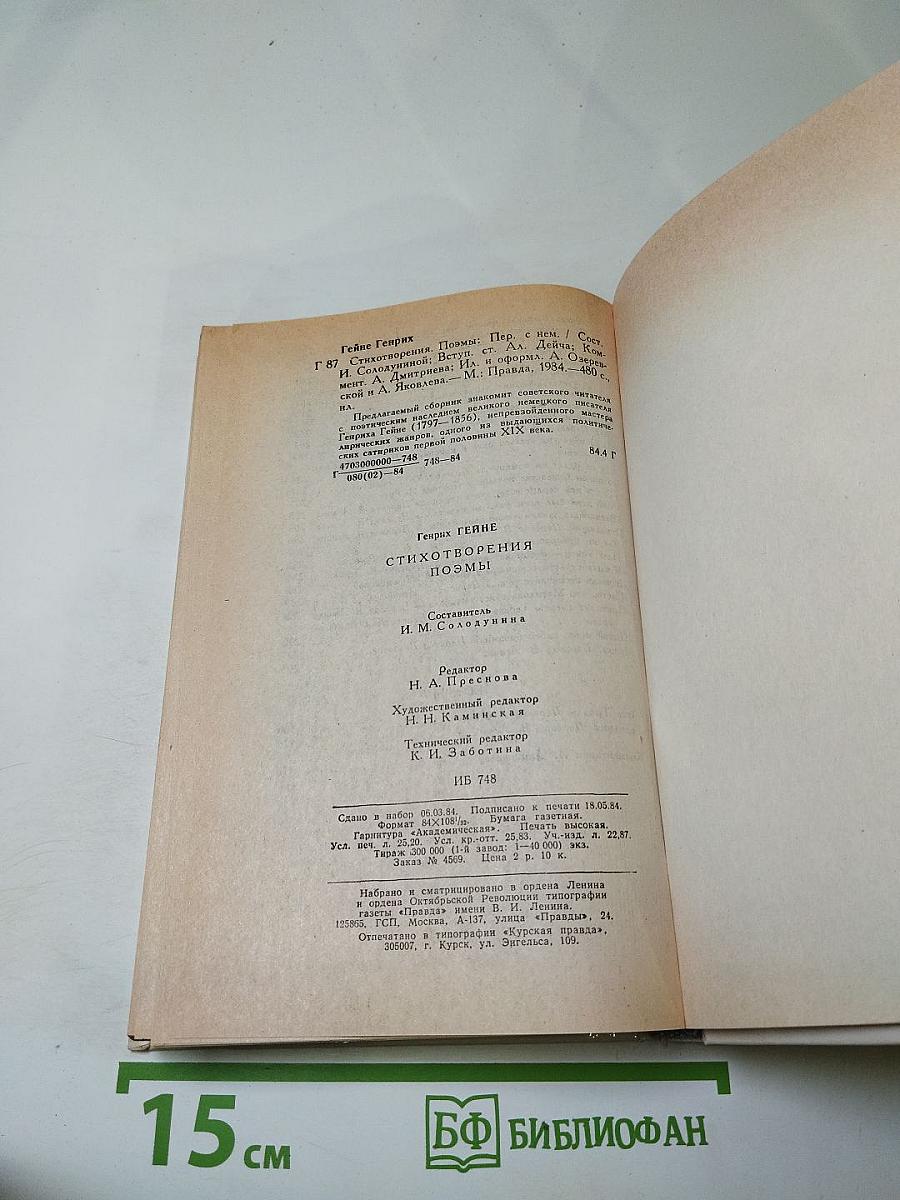 Гейне Генрих
Г 87 Стихотворения. Поэмы: Пер. с нем. / Сост.
И. Солодуниной; Вступ. ст. Ал. Дейча; Ком-
мент. А. Дмитриева; Ил. и оформл. А. Озерев-
ской и А. Яковлева.— М.: Правда, 1984.—480 с.,
ил.
Предлагаемый сборник знакомит советского читателя
с поэтическим наследием великого немецкого писателя
Генриха Гейне (1797—1856), непревзойденного мастера
лирических жанров, одного из выдающихся политиче-
ских сатириков первой половины XIX века.
Г 4703000000—748
080(02)—84 748—84 84.4 Г
Генрих ГЕЙНЕ
СТИХОТВОРЕНИЯ
ПОЭМЫ
Составитель
И. М. Солодунина
Редактор
Н. А. Преснова
Художественный редактор
Н. Н. Каминская
Технический редактор
К. И. Заботина
ИБ 748
Сдано в набор 06.03.84. Подписано к печати 18.05.84.
Формат 84×108¹/₃₂. Бумага газетная.
Гарнитура «Академическая». Печать высокая.
Усл. печ. л. 25,20. Усл. кр.-отт. 25,83. Уч.-изд. л. 22,87.
Тираж 300 000 (1-й завод: 1—40 000) экз.
Заказ № 4569. Цена 2 р. 10 к.
Набрано и сматрицировано в ордена Ленина
и ордена Октябрьской Революции типографии
газеты «Правда» имени В. И. Ленина.
125865, ГСП, Москва, А-137, улица «Правды», 24.
Отпечатано в типографии «Курская правда»,
305007, г. Курск, ул. Энгельса, 109.
15 см БФ БИБЛИОФАН